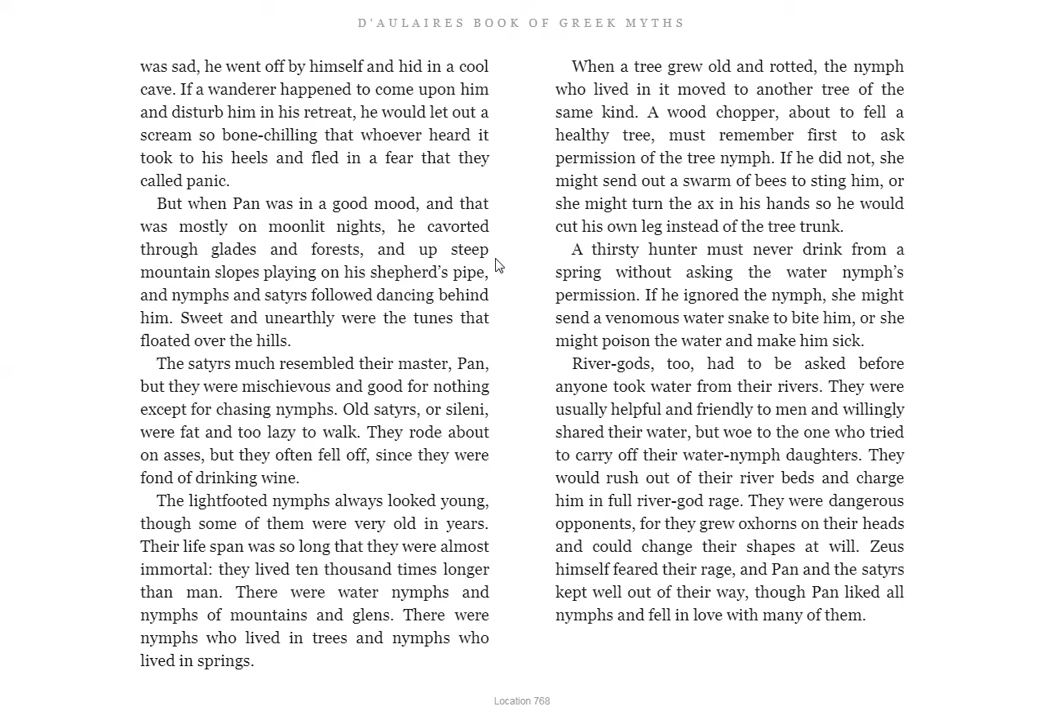 D'AULAIRES BOOK OF GREEK MYTHS
was sad, he went off by himself and hid in a cool
cave. If a wanderer happened to come upon him
and disturb him in his retreat, he would let out a
scream so bone-chilling that whoever heard it
took to his heels and fled in a fear that they
called panic.
But when Pan was in a good mood, and that
was mostly on moonlit nights, he cavorted
through glades and forests, and up steep
mountain slopes playing on his shepherd’s pipe,
and nymphs and satyrs followed dancing behind
him. Sweet and unearthly were the tunes that
floated over the hills.
The satyrs much resembled their master, Pan,
but they were mischievous and good for nothing
except for chasing nymphs. Old satyrs, or sileni,
were fat and too lazy to walk. They rode about
on asses, but they often fell off, since they were
fond of drinking wine.
The lightfooted nymphs always looked young,
though some of them were very old in years.
Their life span was so long that they were almost
immortal: they lived ten thousand times longer
than man. There were water nymphs and
nymphs of mountains and glens. There were
nymphs who lived in trees and nymphs who
lived in springs.
When a tree grew old and rotted, the nymph
who lived in it moved to another tree of the
same kind. A wood chopper, about to fell a
healthy tree, must remember first to ask
permission of the tree nymph. If he did not, she
might send out a swarm of bees to sting him, or
she might turn the ax in his hands so he would
cut his own leg instead of the tree trunk.
A thirsty hunter must never drink from a
spring without asking the water nymph’s
permission. If he ignored the nymph, she might
send a venomous water snake to bite him, or she
might poison the water and make him sick.
River-gods, too, had to be asked before
anyone took water from their rivers. They were
usually helpful and friendly to men and willingly
shared their water, but woe to the one who tried
to carry off their water-nymph daughters. They
would rush out of their river beds and charge
him in full river-god rage. They were dangerous
opponents, for they grew oxhorns on their heads
and could change their shapes at will. Zeus
himself feared their rage, and Pan and the satyrs
kept well out of their way, though Pan liked all
nymphs and fell in love with many of them.
Location 768